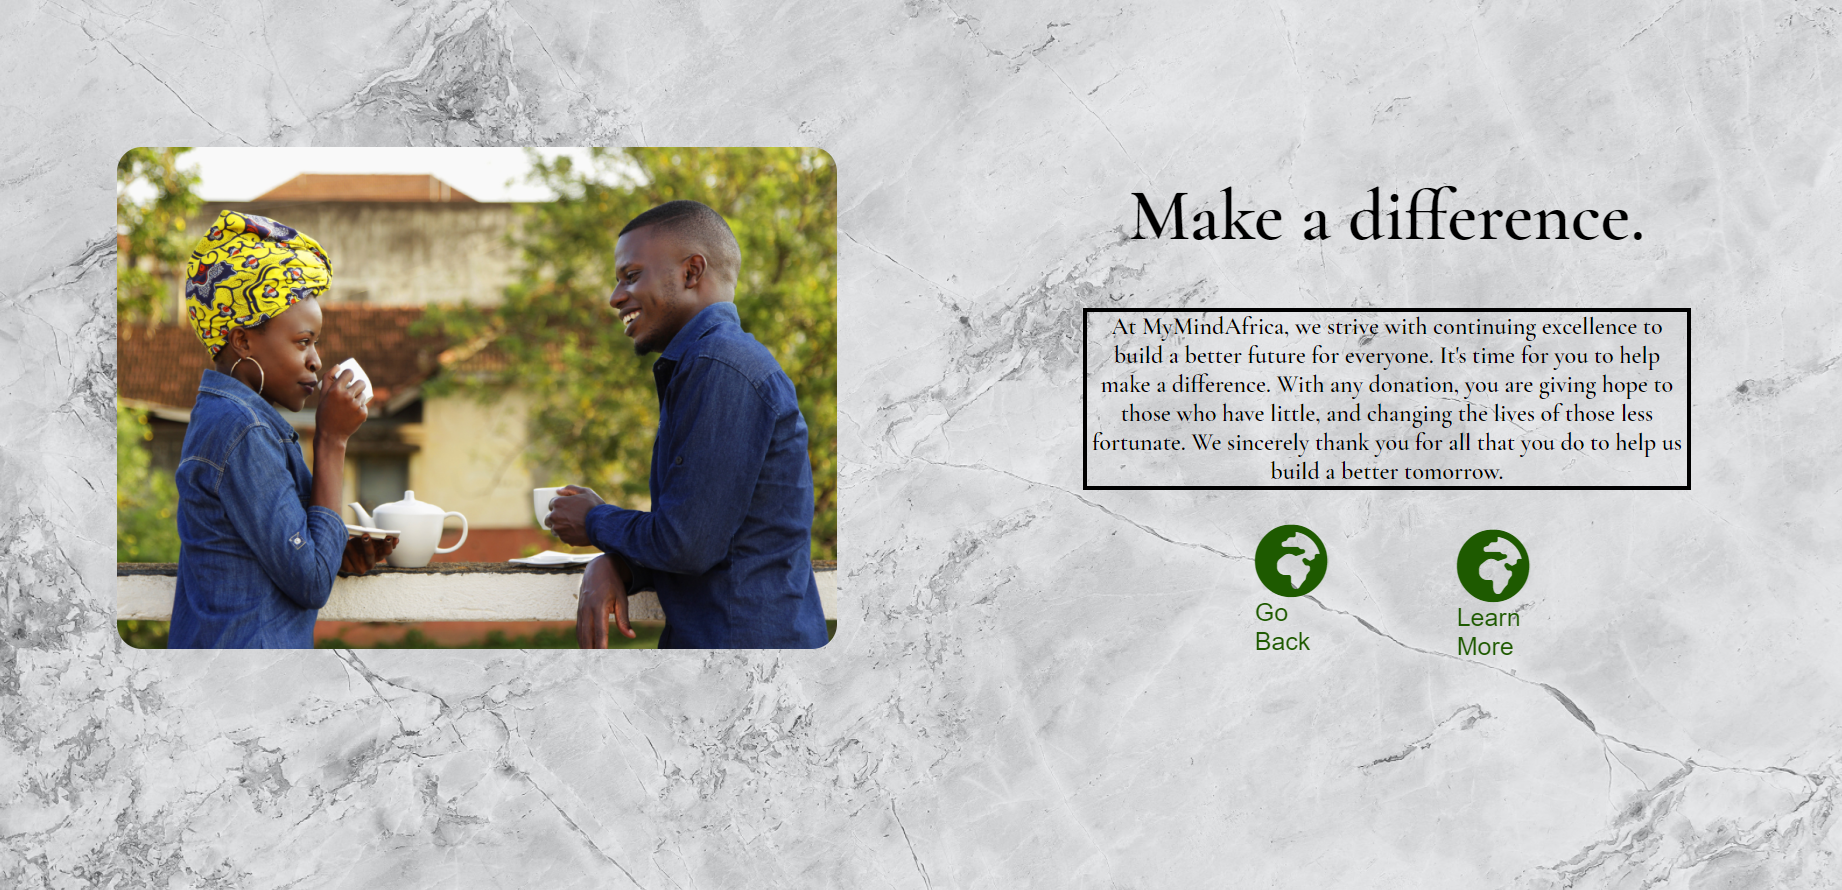 Make a difference.
At MyMindAfrica, we strive with continuing excellence to
build a better future for everyone. It's time for you to help
make a difference. With any donation, you are giving hope to
those who have little, and changing the lives of those less
fortunate. We sincerely thank you for all that you do to help us
build a better tomorrow.
Go
Back
Learn
More